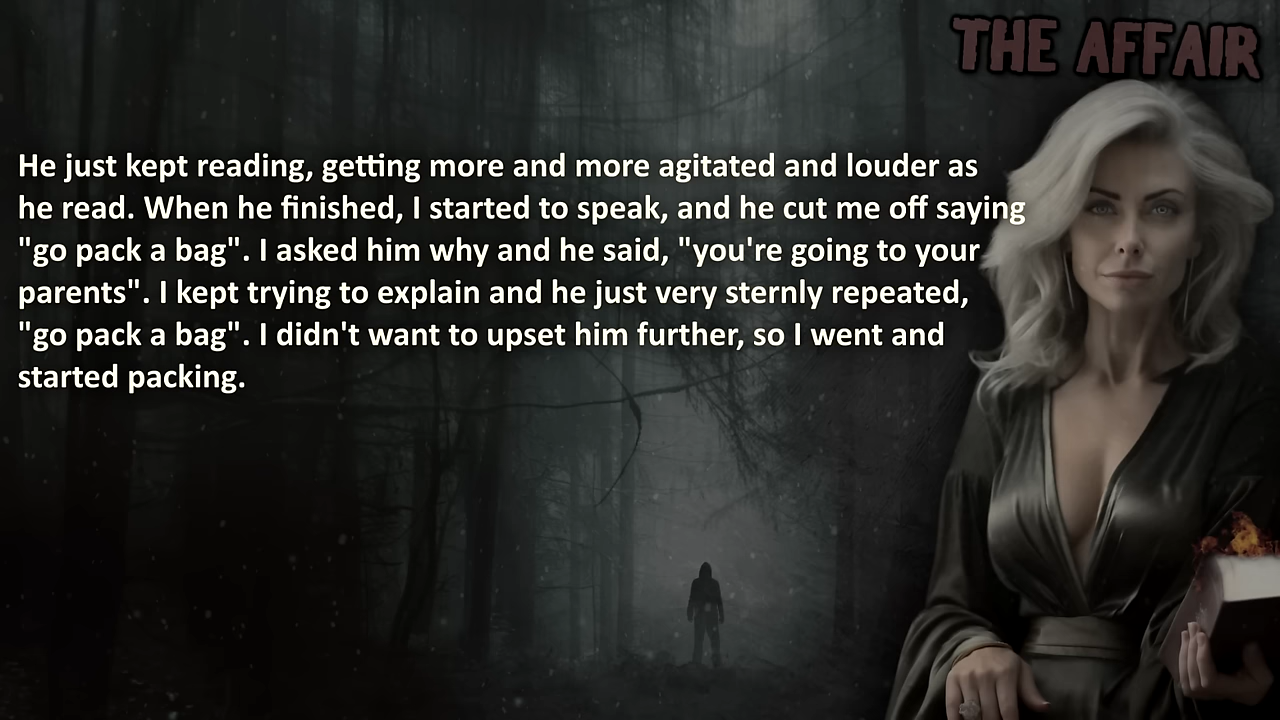 THE AFFAIR
He just kept reading, getting more and more agitated and louder as
he read. When he finished, I started to speak, and he cut me off saying
"go pack a bag". I asked him why and he said, "you're going to your
parents". I kept trying to explain and he just very sternly repeated,
"go pack a bag". I didn't want to upset him further, so I went and
started packing.